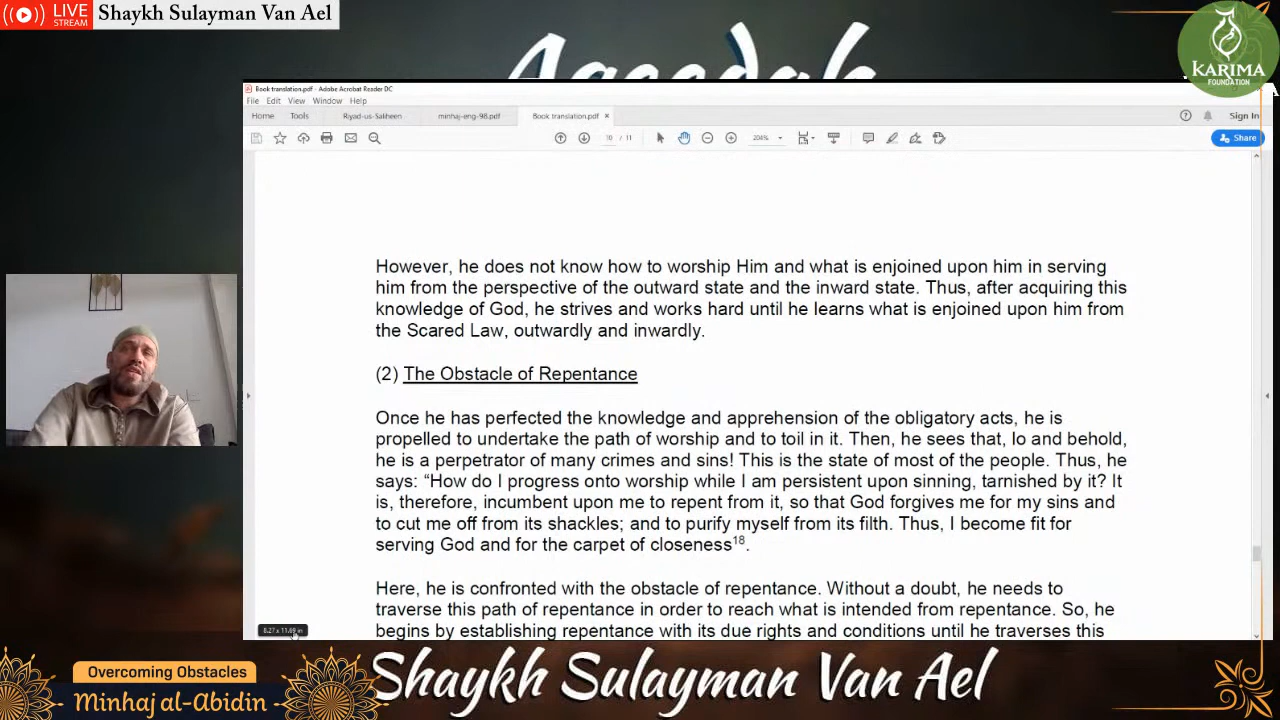 LIVE
STREAM
Shaykh Sulayman Van Ael
Aqeedah
KARIMA
FOUNDATION
Book translation.pdf - Adobe Acrobat Reader DC
File Edit View Window Help
Home Tools Riyad-us-Saliheen minhaj-eng-98.pdf Book translation.pdf × Sign In
10 / 11 204% Share
However, he does not know how to worship Him and what is enjoined upon him in serving
him from the perspective of the outward state and the inward state. Thus, after acquiring this
knowledge of God, he strives and works hard until he learns what is enjoined upon him from
the Scared Law, outwardly and inwardly.
(2) The Obstacle of Repentance
Once he has perfected the knowledge and apprehension of the obligatory acts, he is
propelled to undertake the path of worship and to toil in it. Then, he sees that, lo and behold,
he is a perpetrator of many crimes and sins! This is the state of most of the people. Thus, he
says: “How do I progress onto worship while I am persistent upon sinning, tarnished by it? It
is, therefore, incumbent upon me to repent from it, so that God forgives me for my sins and
to cut me off from its shackles; and to purify myself from its filth. Thus, I become fit for
serving God and for the carpet of closeness18.
Here, he is confronted with the obstacle of repentance. Without a doubt, he needs to
traverse this path of repentance in order to reach what is intended from repentance. So, he
begins by establishing repentance with its due rights and conditions until he traverses this
8.27 x 11.69 in
Overcoming Obstacles
Minhaj al-Abidin
Shaykh Sulayman Van Ael